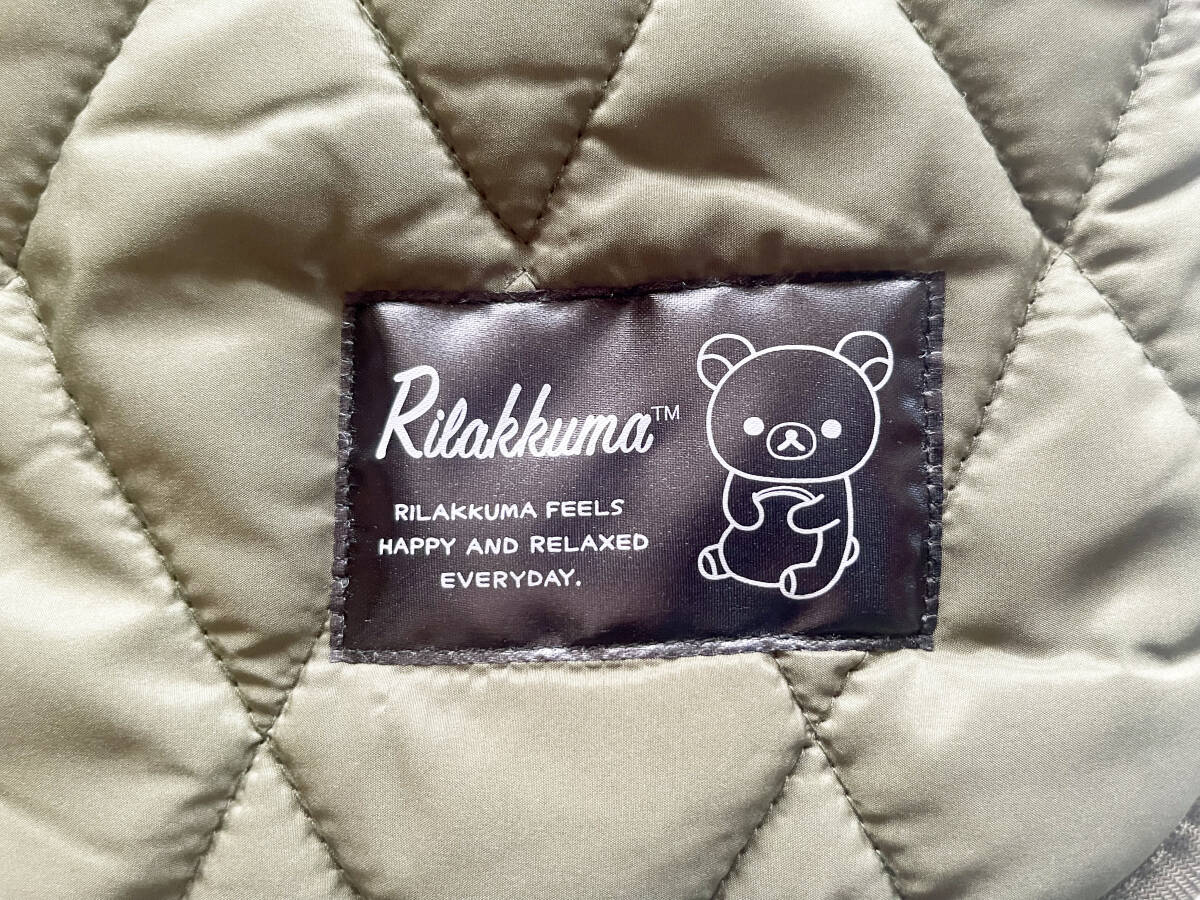 Rilakkuma™
RILAKKUMA FEELS
HAPPY AND RELAXED
EVERYDAY.